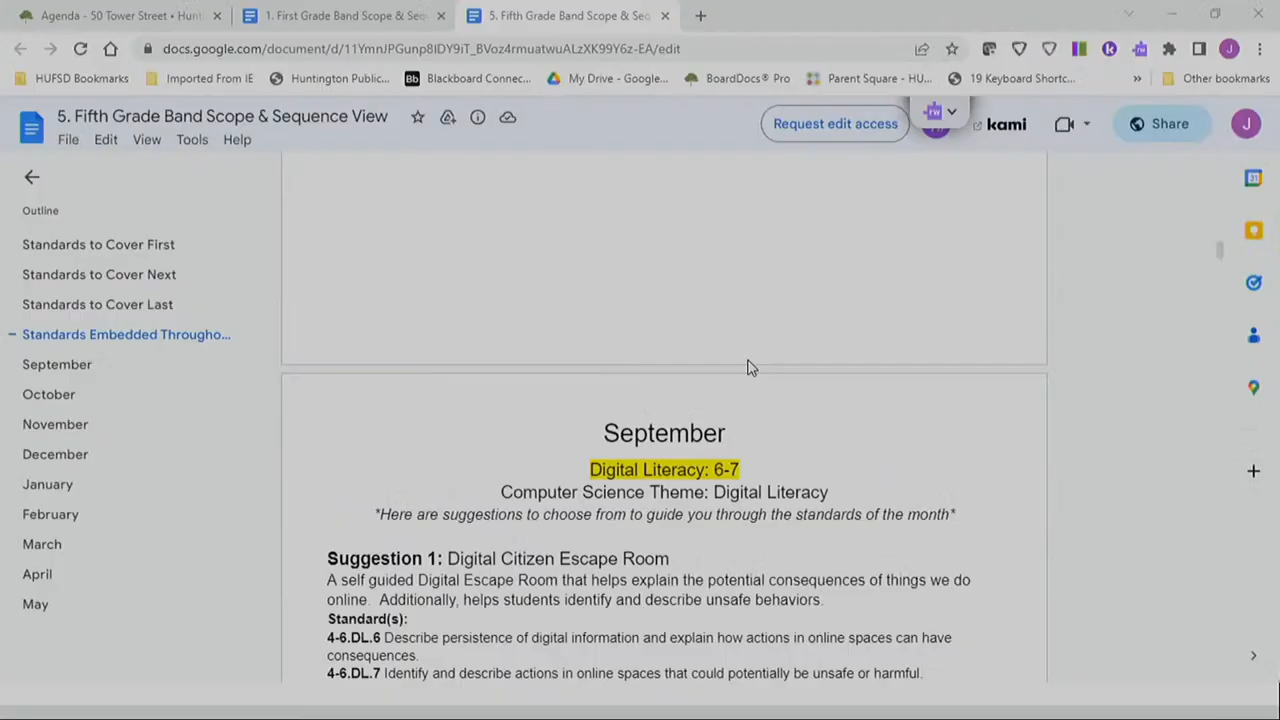 Agenda - 50 Tower Street • Hunt
1. First Grade Band Scope & Seq
5. Fifth Grade Band Scope & Seq
docs.google.com/document/d/11YmnJPGunp8IDY9iT_BVoz4rmuatwuALzXK99Y6z-EA/edit
HUFSD Bookmarks
Imported From IE
Huntington Public...
Blackboard Connec...
My Drive - Google...
BoardDocs® Pro
Parent Square - HU...
19 Keyboard Shortc...
»
Other bookmarks
5. Fifth Grade Band Scope & Sequence View
Request edit access
rw
kami
Share
J
File Edit View Tools Help
Outline
Standards to Cover First
Standards to Cover Next
Standards to Cover Last
Standards Embedded Througho...
September
October
November
December
January
February
March
April
May
September
Digital Literacy: 6-7
Computer Science Theme: Digital Literacy
*Here are suggestions to choose from to guide you through the standards of the month*
Suggestion 1: Digital Citizen Escape Room
A self guided Digital Escape Room that helps explain the potential consequences of things we do
online. Additionally, helps students identify and describe unsafe behaviors.
Standard(s):
4-6.DL.6 Describe persistence of digital information and explain how actions in online spaces can have
consequences.
4-6.DL.7 Identify and describe actions in online spaces that could potentially be unsafe or harmful.